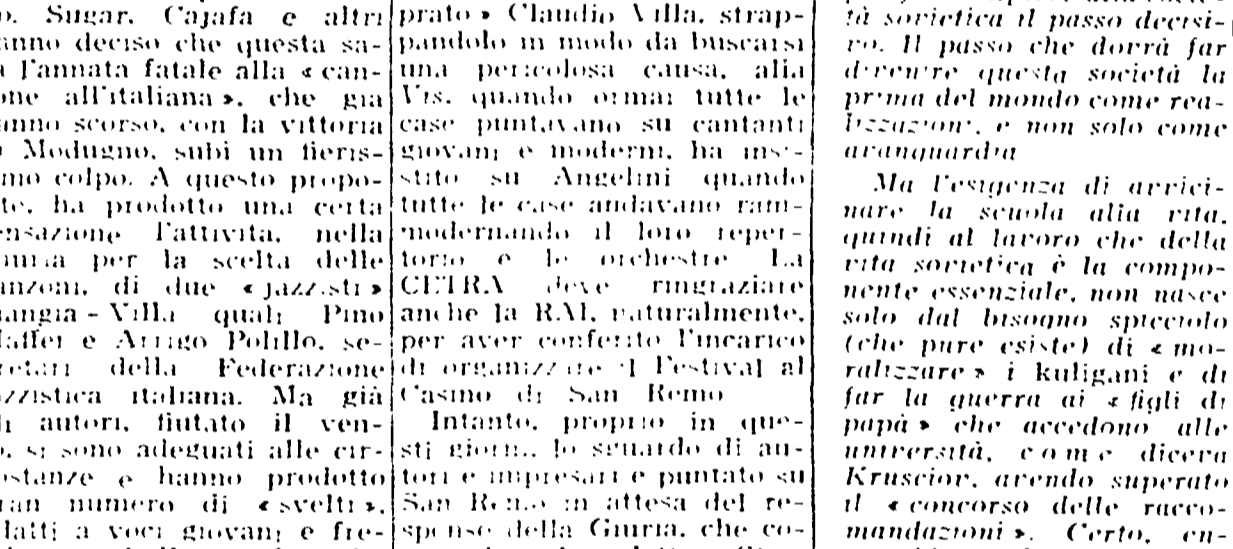 Sugar, Cajafa e altri
anno deciso che questa sa-
l'annata fatale alla «can-
one all'italiana», che già
anno scorso, con la vittoria
Modugno, subì un fieris-
mo colpo. A questo propo-
te, ha prodotto una certa
ensazione l'attività, nella
per la scelta delle
anzoni, di due «jazzisti»
angia-Villa quali Pino
Maffei e Arrigo Polillo, se-
retari della Federazione
zzistica italiana. Ma già
autori, fiutato il ven-
o, si sono adeguati alle cir-
ostanze e hanno prodotto
ran numero di «svelti»,
datti a voci giovani e fre-
prato» Claudio Villa, strap-
pandolo in modo da buscarsi
una pericolosa causa, alla
Vis, quando ormai tutte le
case puntavano su cantanti
giovani e moderni, ha insi-
stito su Angelini quando
tutte le case andavano ram-
modernando il loro reper-
torio e le orchestre La
CETRA deve ringraziare
anche la RAI, naturalmente,
per aver conferito l'incarico
di organizzare il Festival al
Casino di San Remo
Intanto, proprio in que-
sti giorni, lo sguardo di au-
tori e impresari è puntato su
San Remo in attesa del re-
sponso della Giuria, che co-
tà sovietica il passo decisi-
vo. Il passo che dovrà far
divenire questa società la
prima del mondo come rea-
lizzazioni, e non solo come
avanguardia
Ma l'esigenza di avvici-
nare la scuola alla vita,
quindi al lavoro che della
vita sovietica è la compo-
nente essenziale, non nasce
solo dal bisogno spicciolo
(che pure esiste) di «mo-
ralizzare» i kuligani e di
far la guerra ai «figli di
papà» che accedono alle
università, come diceva
Krusciov, avendo superato
il «concorso delle racco-
mandazioni». Certo, en-